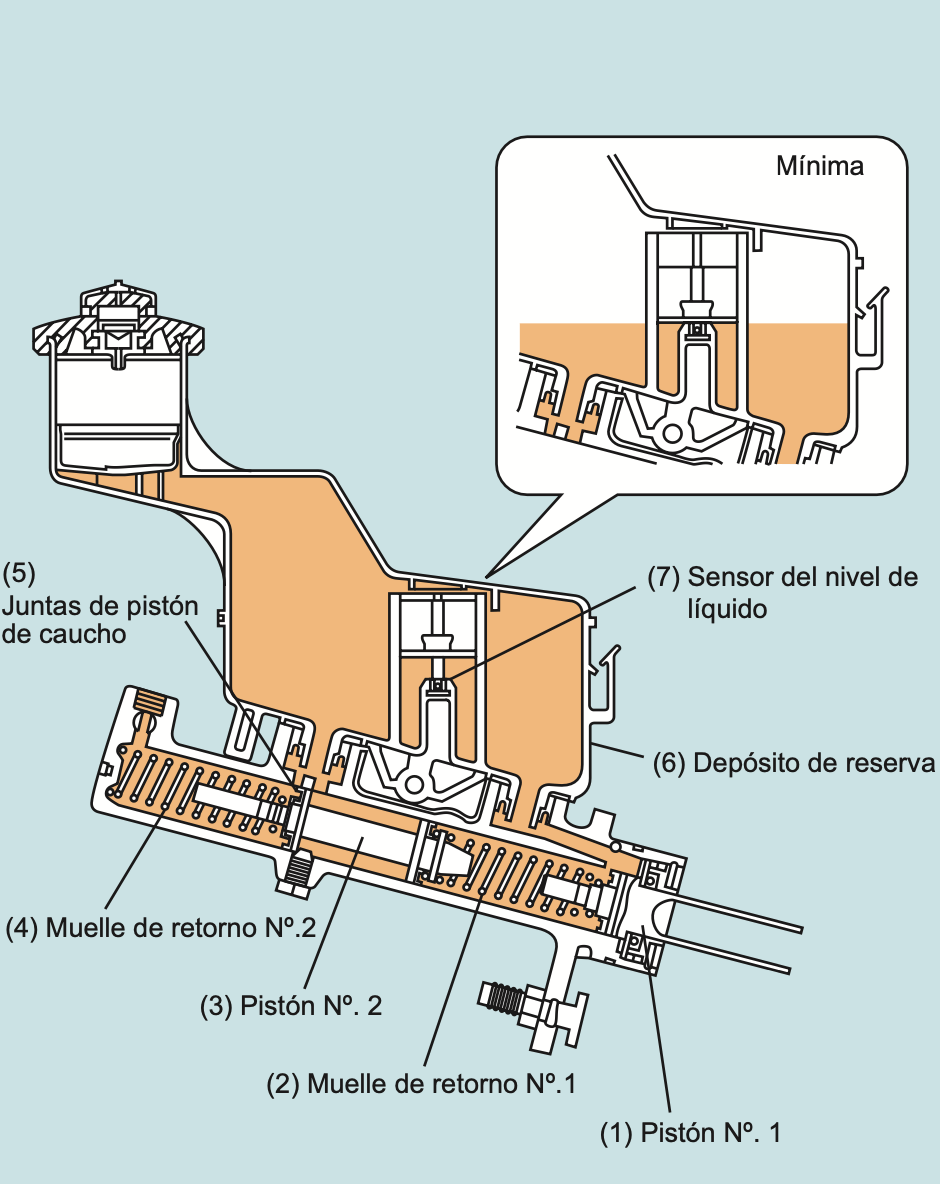 Mínima
(7) Sensor del nivel de
líquido
(5)
Juntas de pistón
de caucho
(6) Depósito de reserva
(4) Muelle de retorno Nº.2
(3) Pistón Nº. 2
(2) Muelle de retorno Nº.1
(1) Pistón Nº. 1